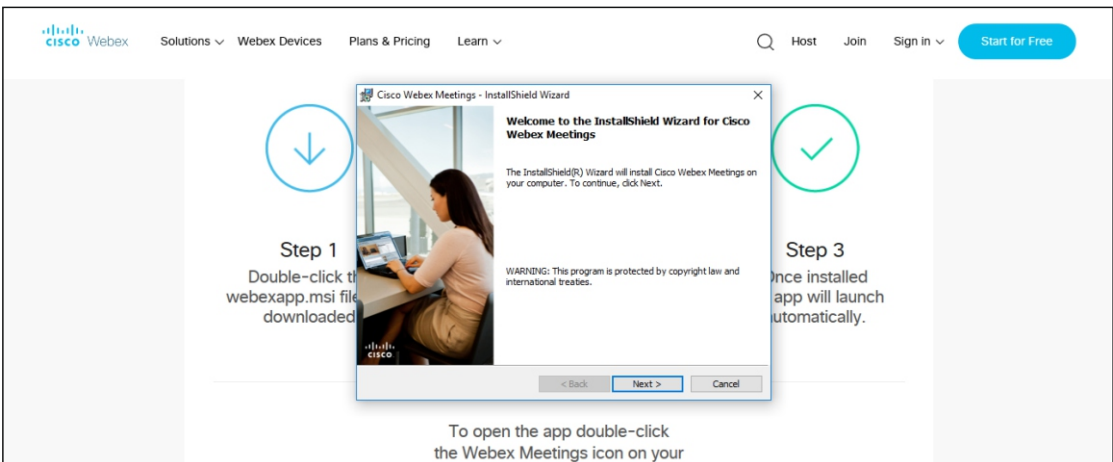 CISCO Webex Solutions Webex Devices Plans & Pricing Learn Host Join Sign in Start for Free
Cisco Webex Meetings - InstallShield Wizard
Welcome to the InstallShield Wizard for Cisco
Webex Meetings
The InstallShield(R) Wizard will install Cisco Webex Meetings on
your computer. To continue, click Next.
WARNING: This program is protected by copyright law and
international treaties.
CISCO
< Back Next > Cancel
Step 1
Double-click
webexapp.msi
downloaded
Step 3
installed
app will launch
To open the app double-click
the Webex Meetings icon on your